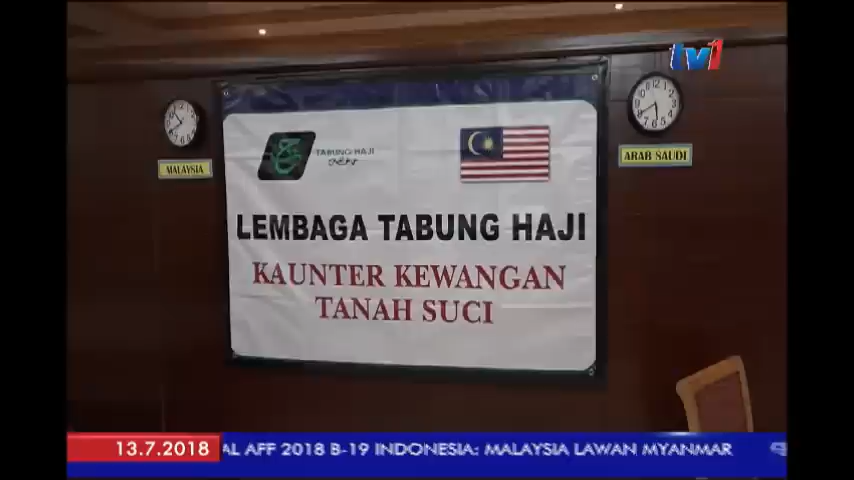 tv1
TABUNG HAJI
MALAYSIA
ARAB SAUDI
LEMBAGA TABUNG HAJI
KAUNTER KEWANGAN
TANAH SUCI
13.7.2018 AL AFF 2018 B-19 INDONESIA: MALAYSIA LAWAN MYANMAR